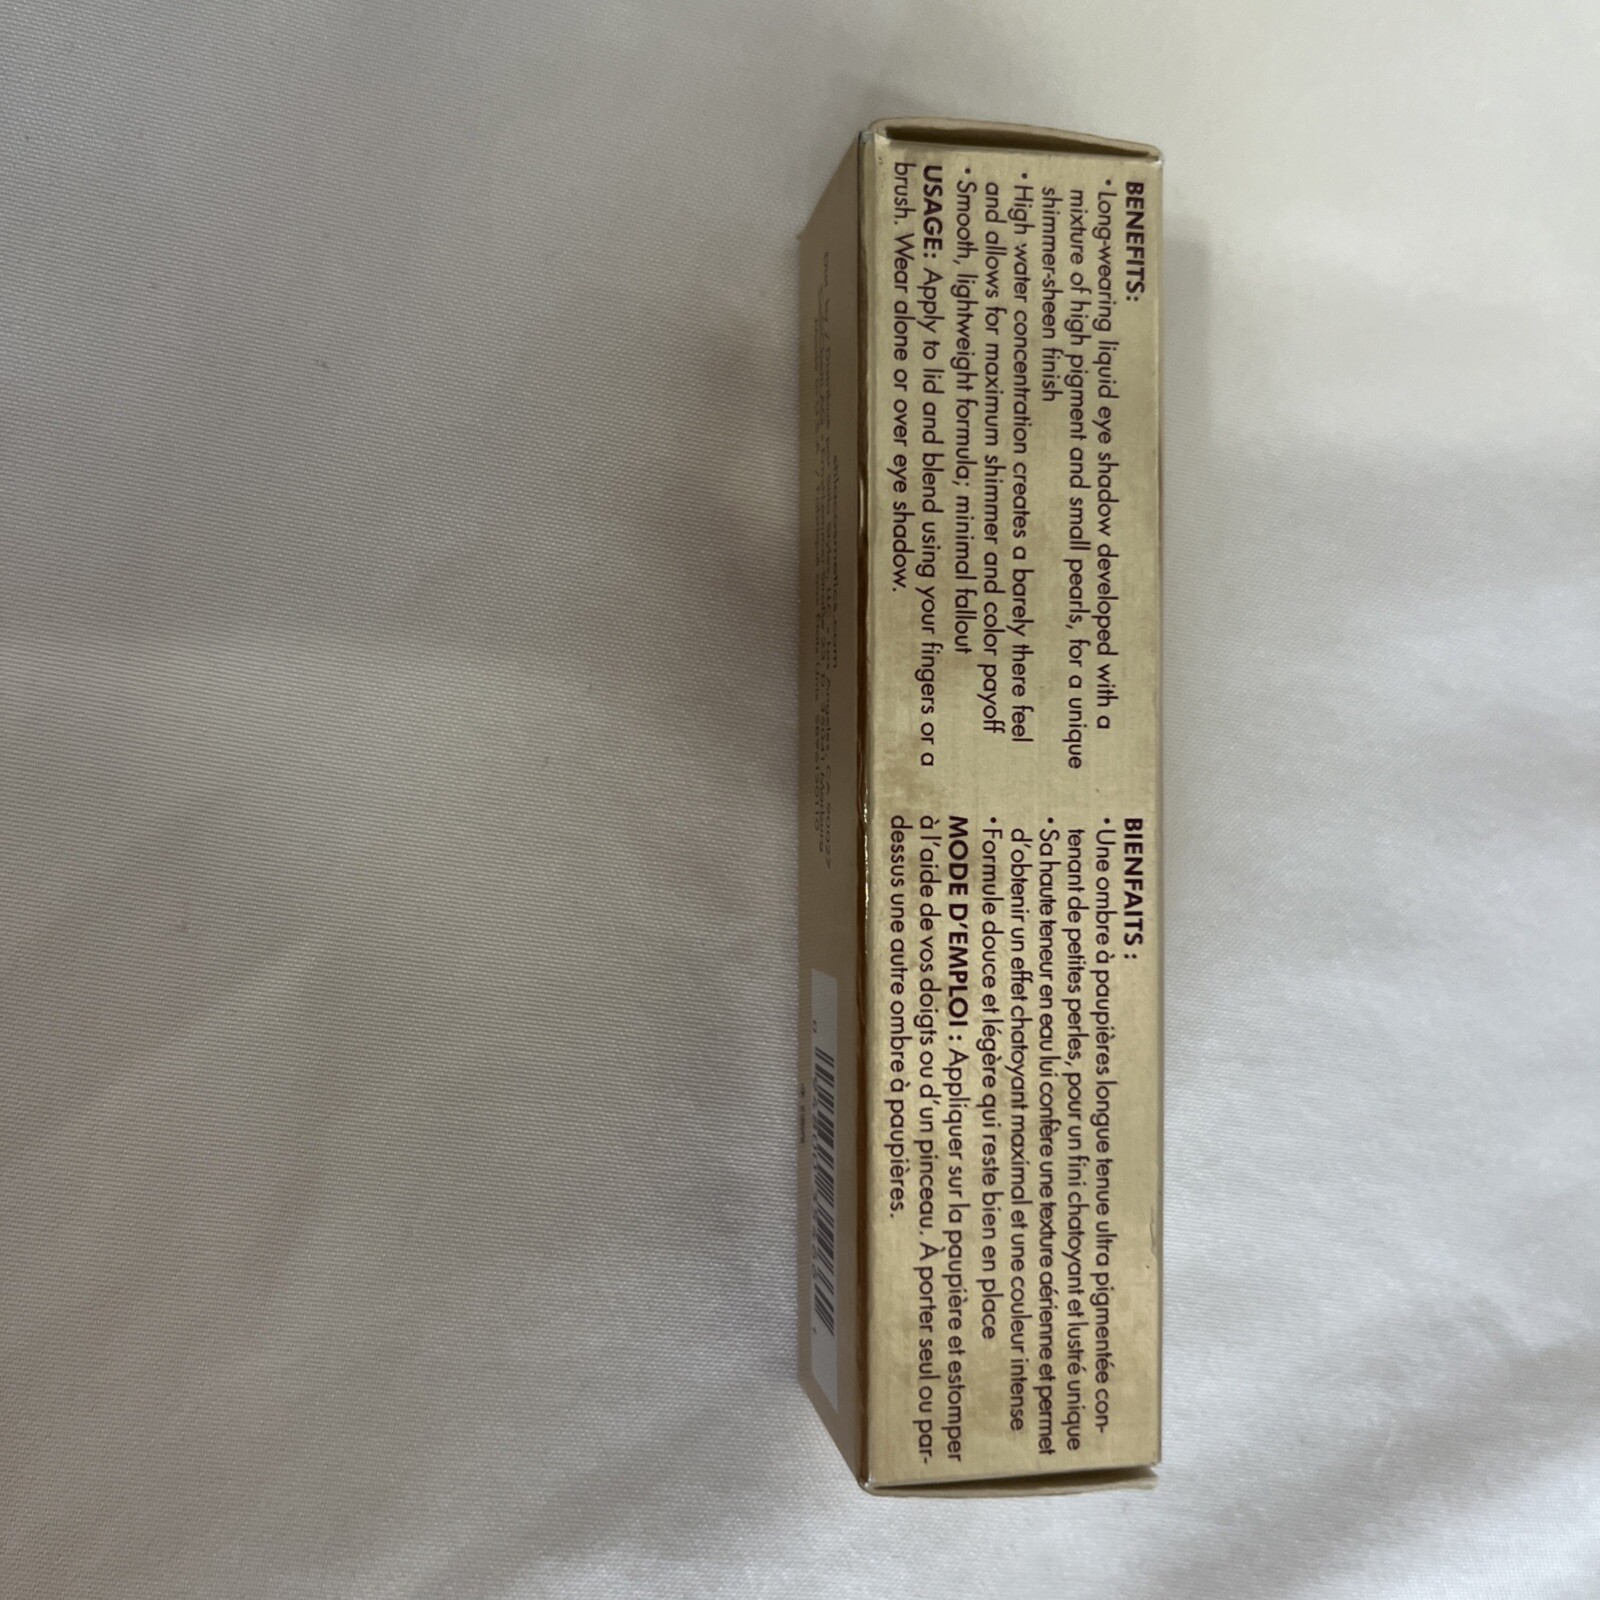 BENEFITS:
• Long-wearing liquid eye shadow developed with a
mixture of high pigment and small pearls, for a unique
shimmer-sheen finish
• High water concentration creates a barely there feel
and allows for maximum shimmer and color payoff
• Smooth, lightweight formula; minimal fallout
USAGE: Apply to lid and blend using your fingers or a
brush. Wear alone or over eye shadow.
BIENFAITS :
• Une ombre à paupières longue tenue ultra pigmentée con-
tenant de petites perles, pour un fini chatoyant et lustré unique
• Sa haute teneur en eau lui confère une texture aérienne et permet
d'obtenir un effet chatoyant maximal et une couleur intense
• Formule douce et légère qui reste bien en place
MODE D'EMPLOI : Appliquer sur la paupière et estomper
à l'aide de vos doigts ou d'un pinceau. À porter seul ou par-
dessus une autre ombre à paupières.